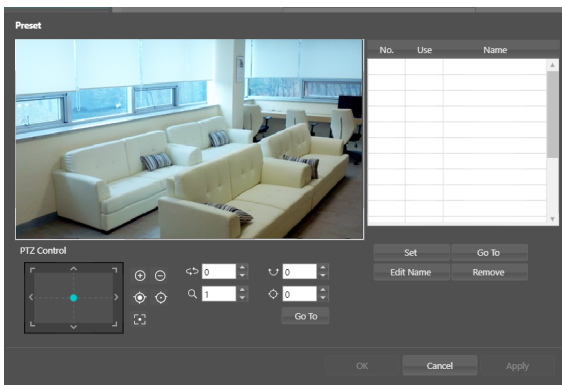 Preset
No. Use Name
PTZ Control
0 0
1 0
Go To
Set Go To
Edit Name Remove
OK Cancel Apply